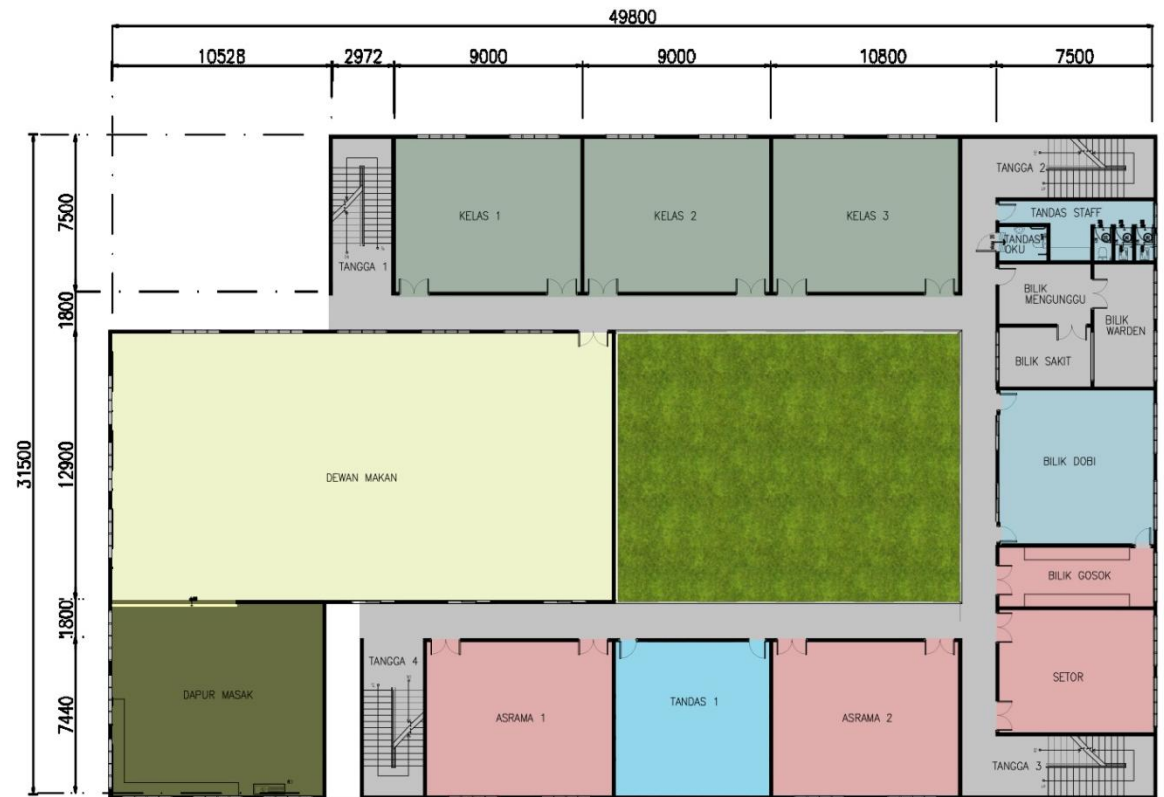 49800
10528
2972
9000
9000
10800
7500
31500
7500
1800
12900
1800
7440
TANGGA 1
KELAS 1
KELAS 2
KELAS 3
TANGGA 2
TANDAS STAFF
TANDAS
OKU
BILIK
MENGUNGGU
BILIK
WARDEN
BILIK SAKIT
DEWAN MAKAN
BILIK DOBI
BILIK GOSOK
SETOR
DAPUR MASAK
TANGGA 4
ASRAMA 1
TANDAS 1
ASRAMA 2
TANGGA 3